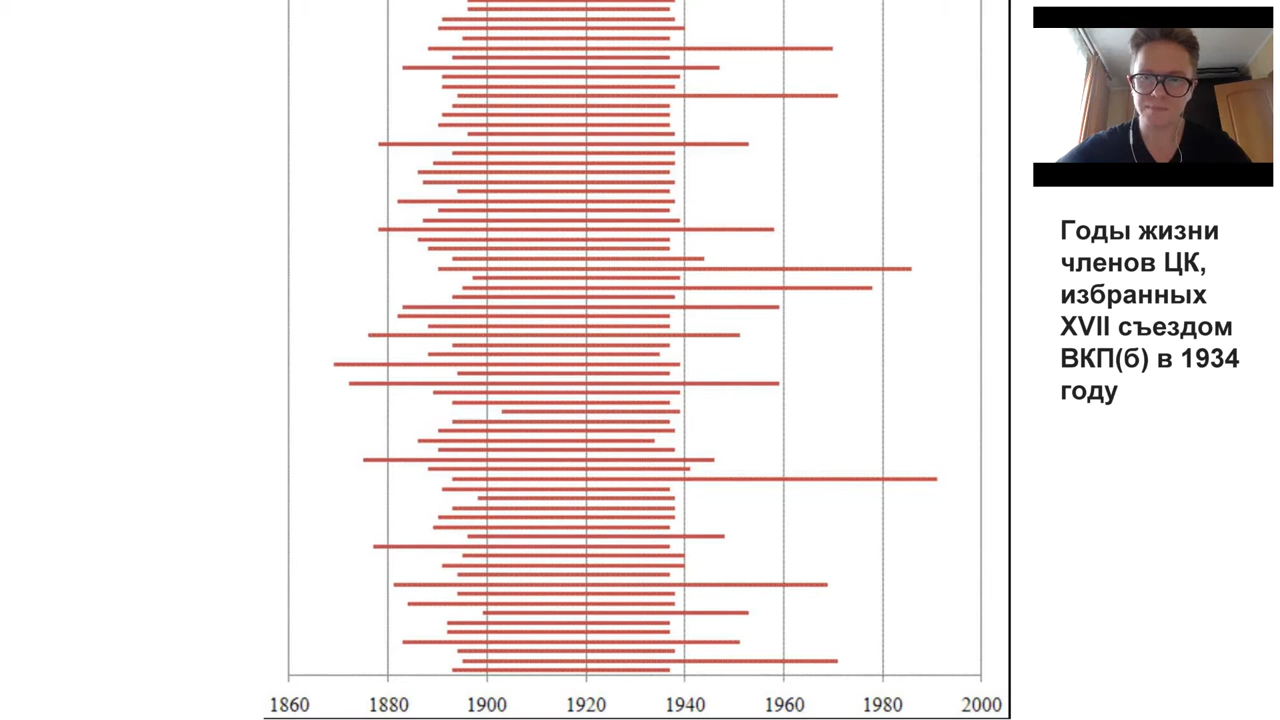 Годы жизни
членов ЦК,
избранных
XVII съездом
ВКП(б) в 1934
году
1860 1880 1900 1920 1940 1960 1980 2000